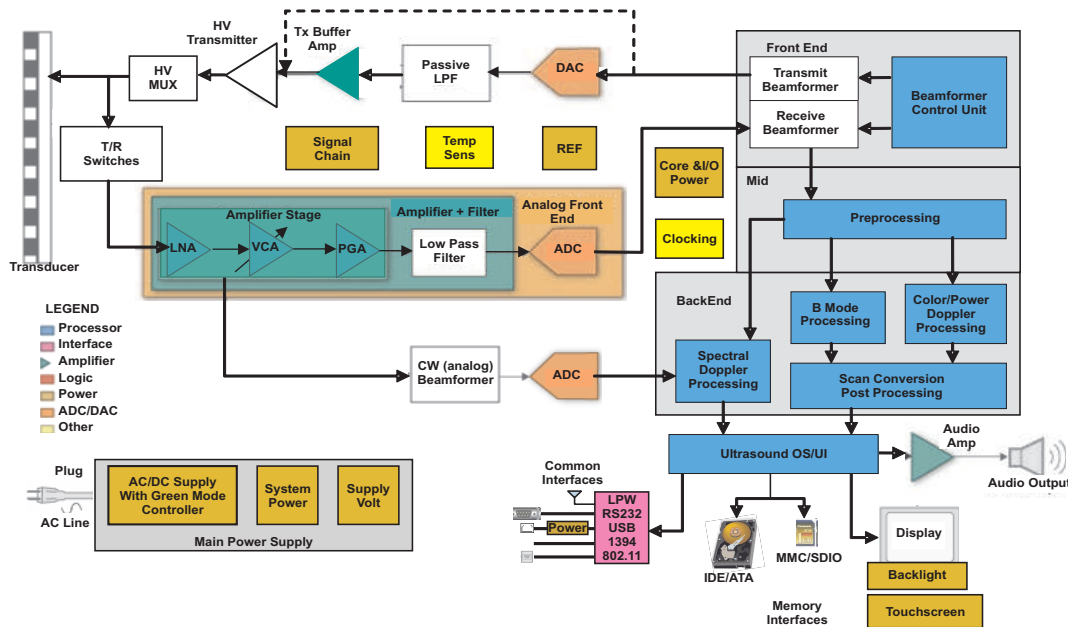 HV
Transmitter
Tx Buffer
Amp
HV
MUX
Passive
LPF
DAC
Front End
Transmit
Beamformer
Receive
Beamformer
Beamformer
Control Unit
T/R
Switches
Signal
Chain
Temp
Sens
REF
Core &I/O
Power
Mid
Preprocessing
Clocking
Amplifier Stage
Amplifier + Filter
Analog Front
End
LNA
VCA
PGA
Low Pass
Filter
ADC
Transducer
BackEnd
B Mode
Processing
Color/Power
Doppler
Processing
LEGEND
Processor
Interface
Amplifier
Logic
Power
ADC/DAC
Other
CW (analog)
Beamformer
ADC
Spectral
Doppler
Processing
Scan Conversion
Post Processing
Ultrasound OS/UI
Audio
Amp
Audio Output
Plug
AC Line
AC/DC Supply
With Green Mode
Controller
System
Power
Supply
Volt
Main Power Supply
Common
Interfaces
LPW
RS232
Power
USB
1394
802.11
IDE/ATA
MMC/SDIO
Display
Backlight
Touchscreen
Memory
Interfaces